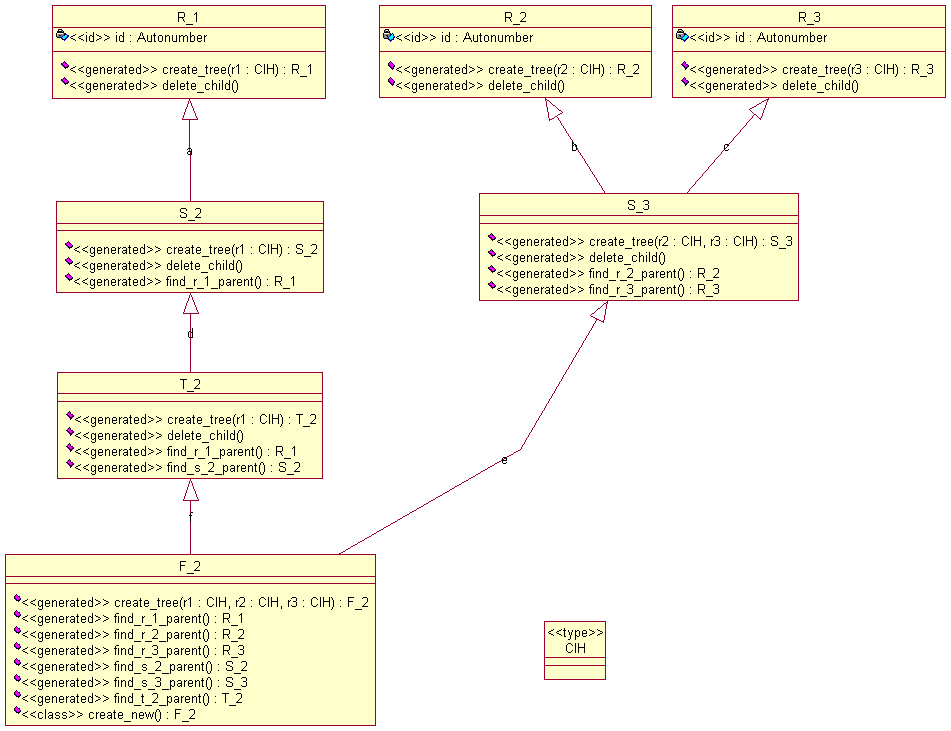 R_1
<<id>> id : Autonumber
<<generated>> create_tree(r1 : CIH) : R_1
<<generated>> delete_child()
R_2
<<id>> id : Autonumber
<<generated>> create_tree(r2 : CIH) : R_2
<<generated>> delete_child()
R_3
<<id>> id : Autonumber
<<generated>> create_tree(r3 : CIH) : R_3
<<generated>> delete_child()
a
b
c
S_2
<<generated>> create_tree(r1 : CIH) : S_2
<<generated>> delete_child()
<<generated>> find_r_1_parent() : R_1
S_3
<<generated>> create_tree(r2 : CIH, r3 : CIH) : S_3
<<generated>> delete_child()
<<generated>> find_r_2_parent() : R_2
<<generated>> find_r_3_parent() : R_3
d
T_2
<<generated>> create_tree(r1 : CIH) : T_2
<<generated>> delete_child()
<<generated>> find_r_1_parent() : R_1
<<generated>> find_s_2_parent() : S_2
e
f
F_2
<<generated>> create_tree(r1 : CIH, r2 : CIH, r3 : CIH) : F_2
<<generated>> find_r_1_parent() : R_1
<<generated>> find_r_2_parent() : R_2
<<generated>> find_r_3_parent() : R_3
<<generated>> find_s_2_parent() : S_2
<<generated>> find_s_3_parent() : S_3
<<generated>> find_t_2_parent() : T_2
<<class>> create_new() : F_2
<<type>>
CIH